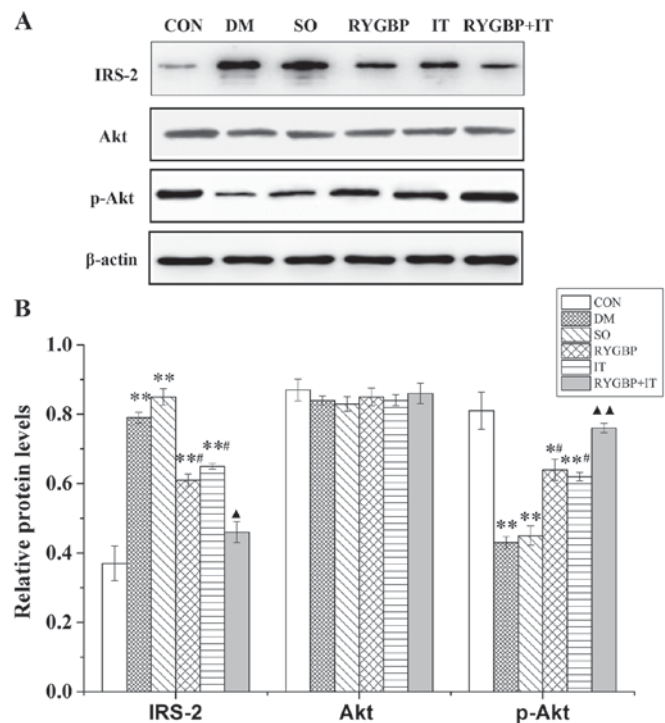 A
CON DM SO RYGBP IT RYGBP+IT
IRS-2
Akt
p-Akt
β-actin
B
CON
DM
SO
RYGBP
IT
RYGBP+IT
Relative protein levels
1.0
0.8
0.6
0.4
0.2
0.0
** ** **# **# ▲
** ** *# **# ▲▲
IRS-2 Akt p-Akt